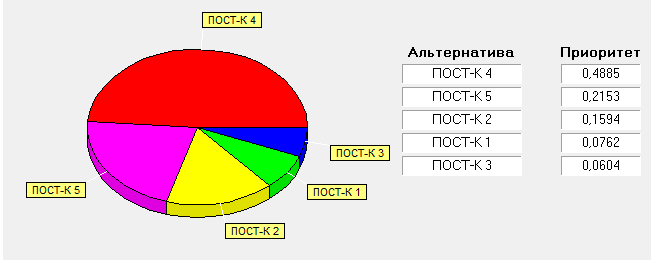 ПОСТ-К 4
ПОСТ-К 3
ПОСТ-К 1
ПОСТ-К 5
ПОСТ-К 2
Альтернатива Приоритет
ПОСТ-К 4 0,4885
ПОСТ-К 5 0,2153
ПОСТ-К 2 0,1594
ПОСТ-К 1 0,0762
ПОСТ-К 3 0,0604